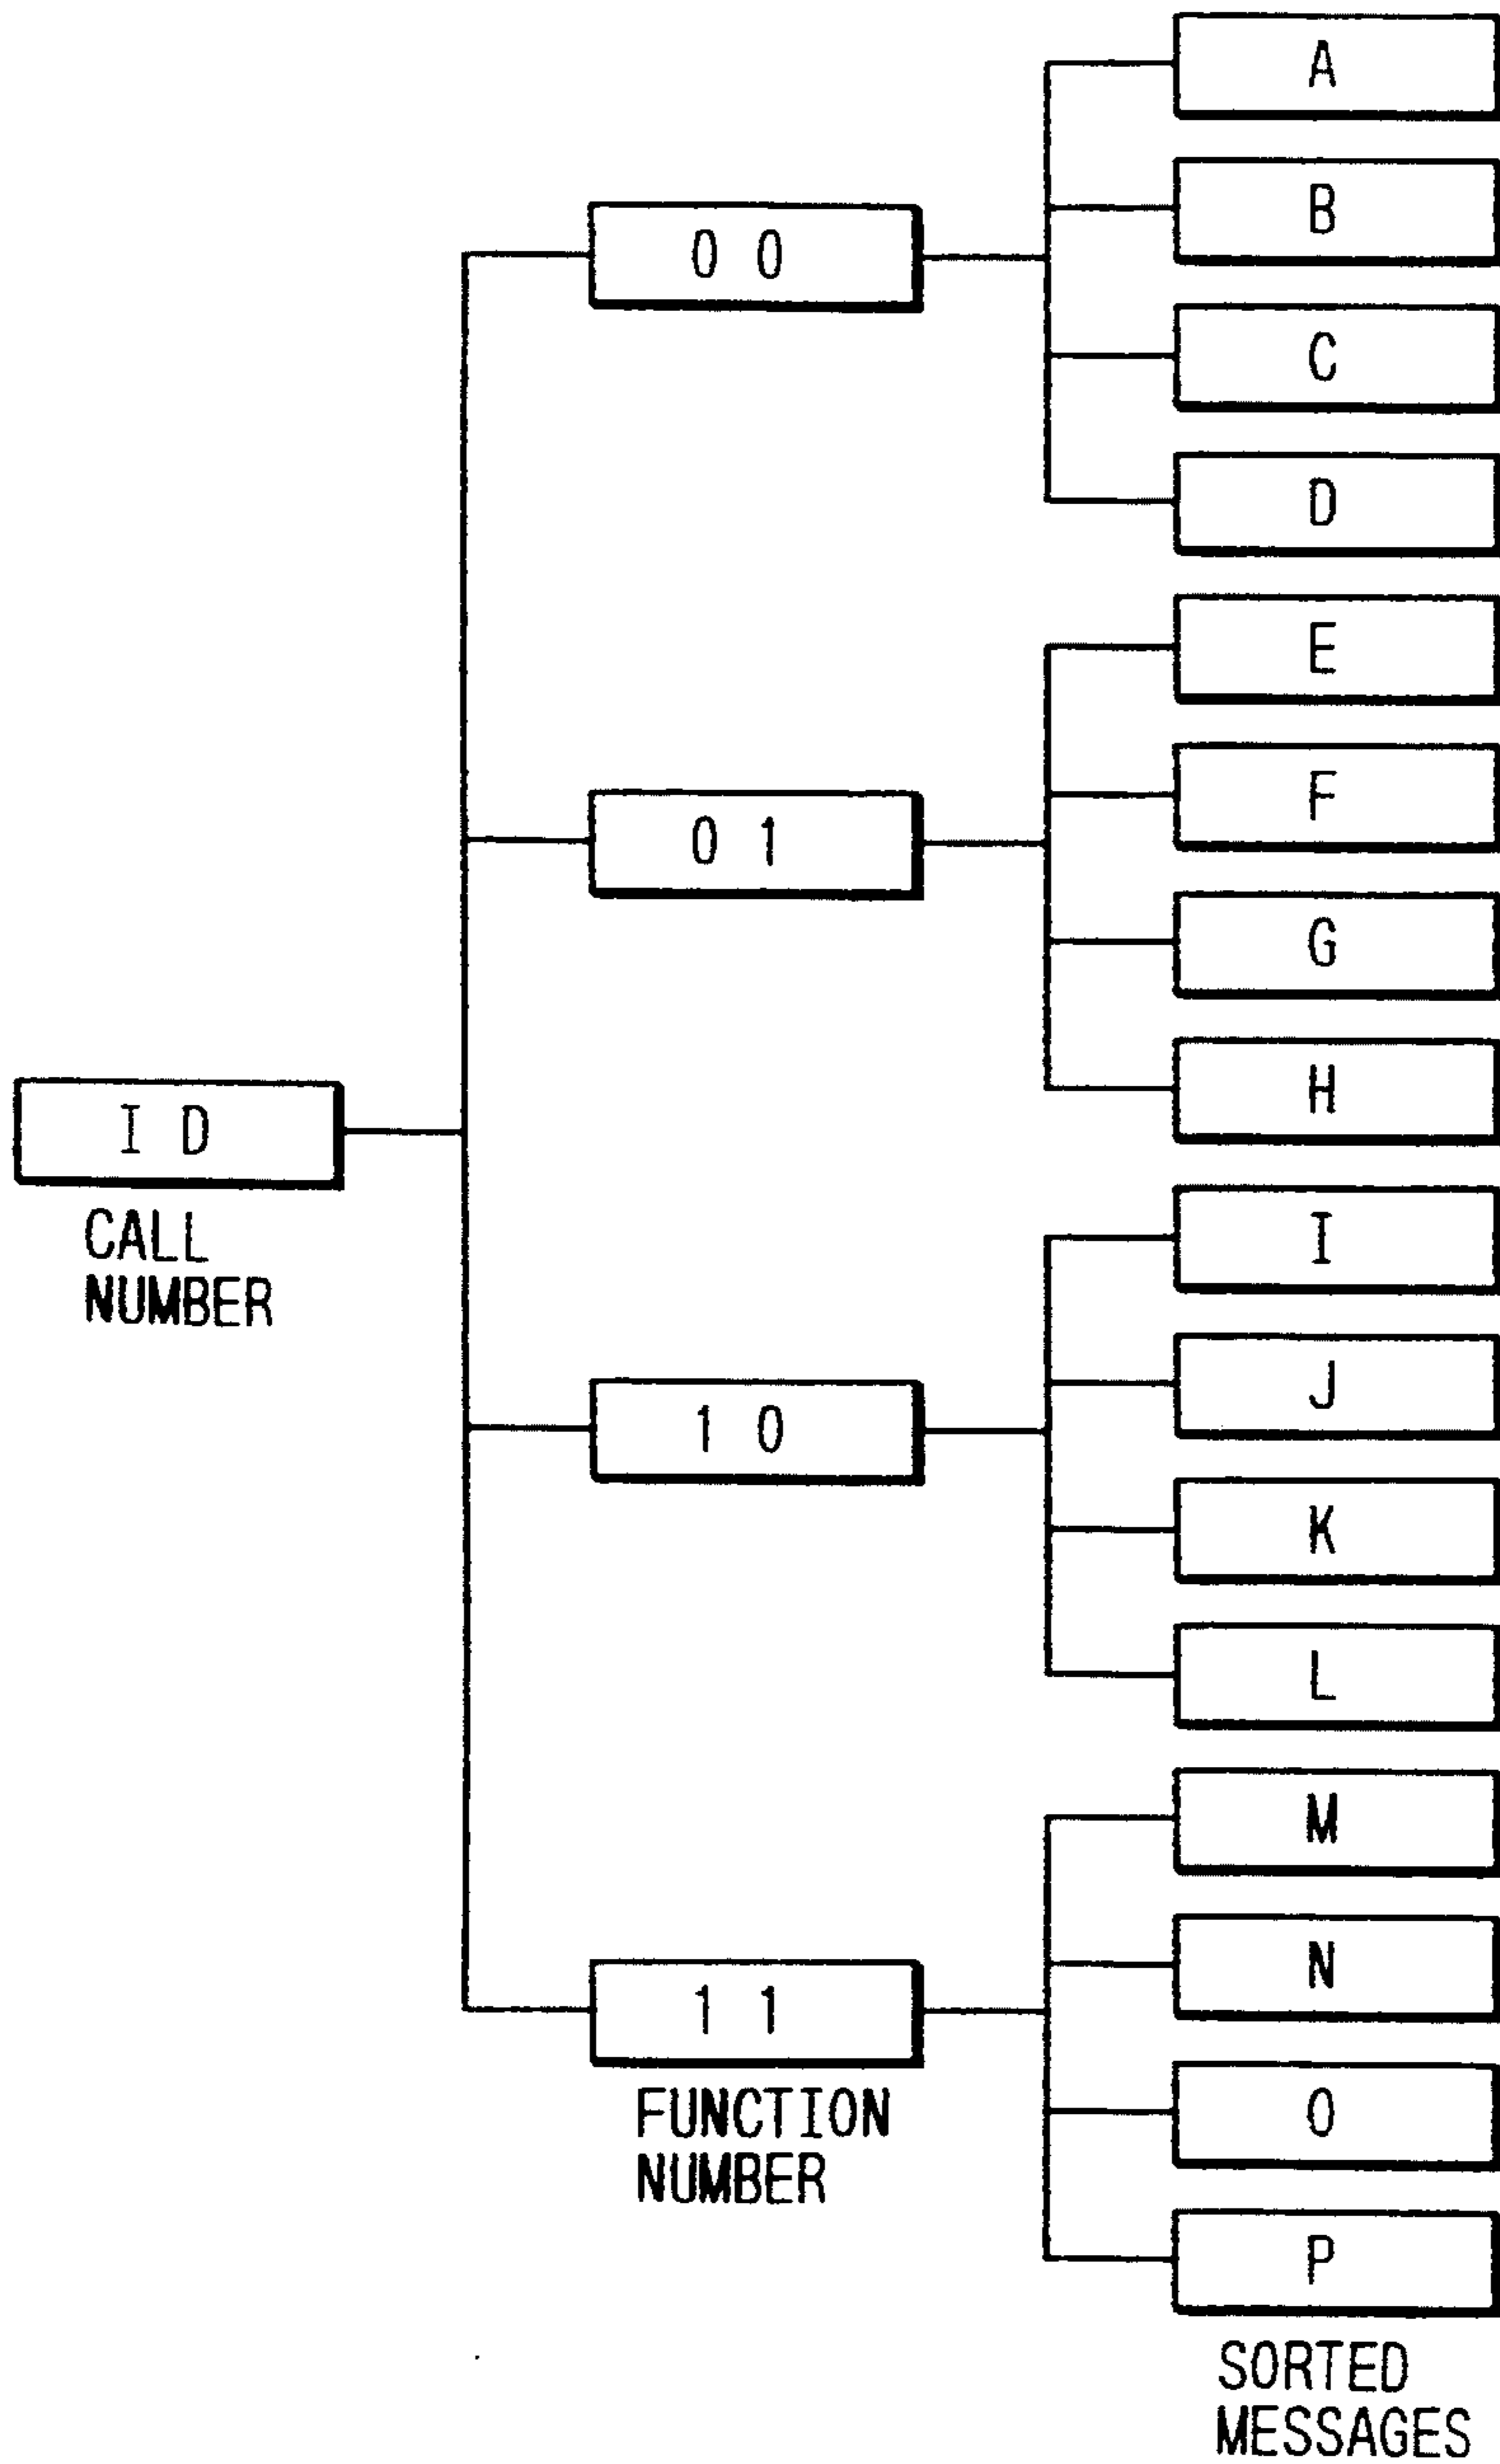 A
B
0 0
C
D
E
F
0 1
G
H
I D
CALL
NUMBER
I
J
1 0
K
L
M
N
1 1
FUNCTION
NUMBER
O
P
SORTED
MESSAGES